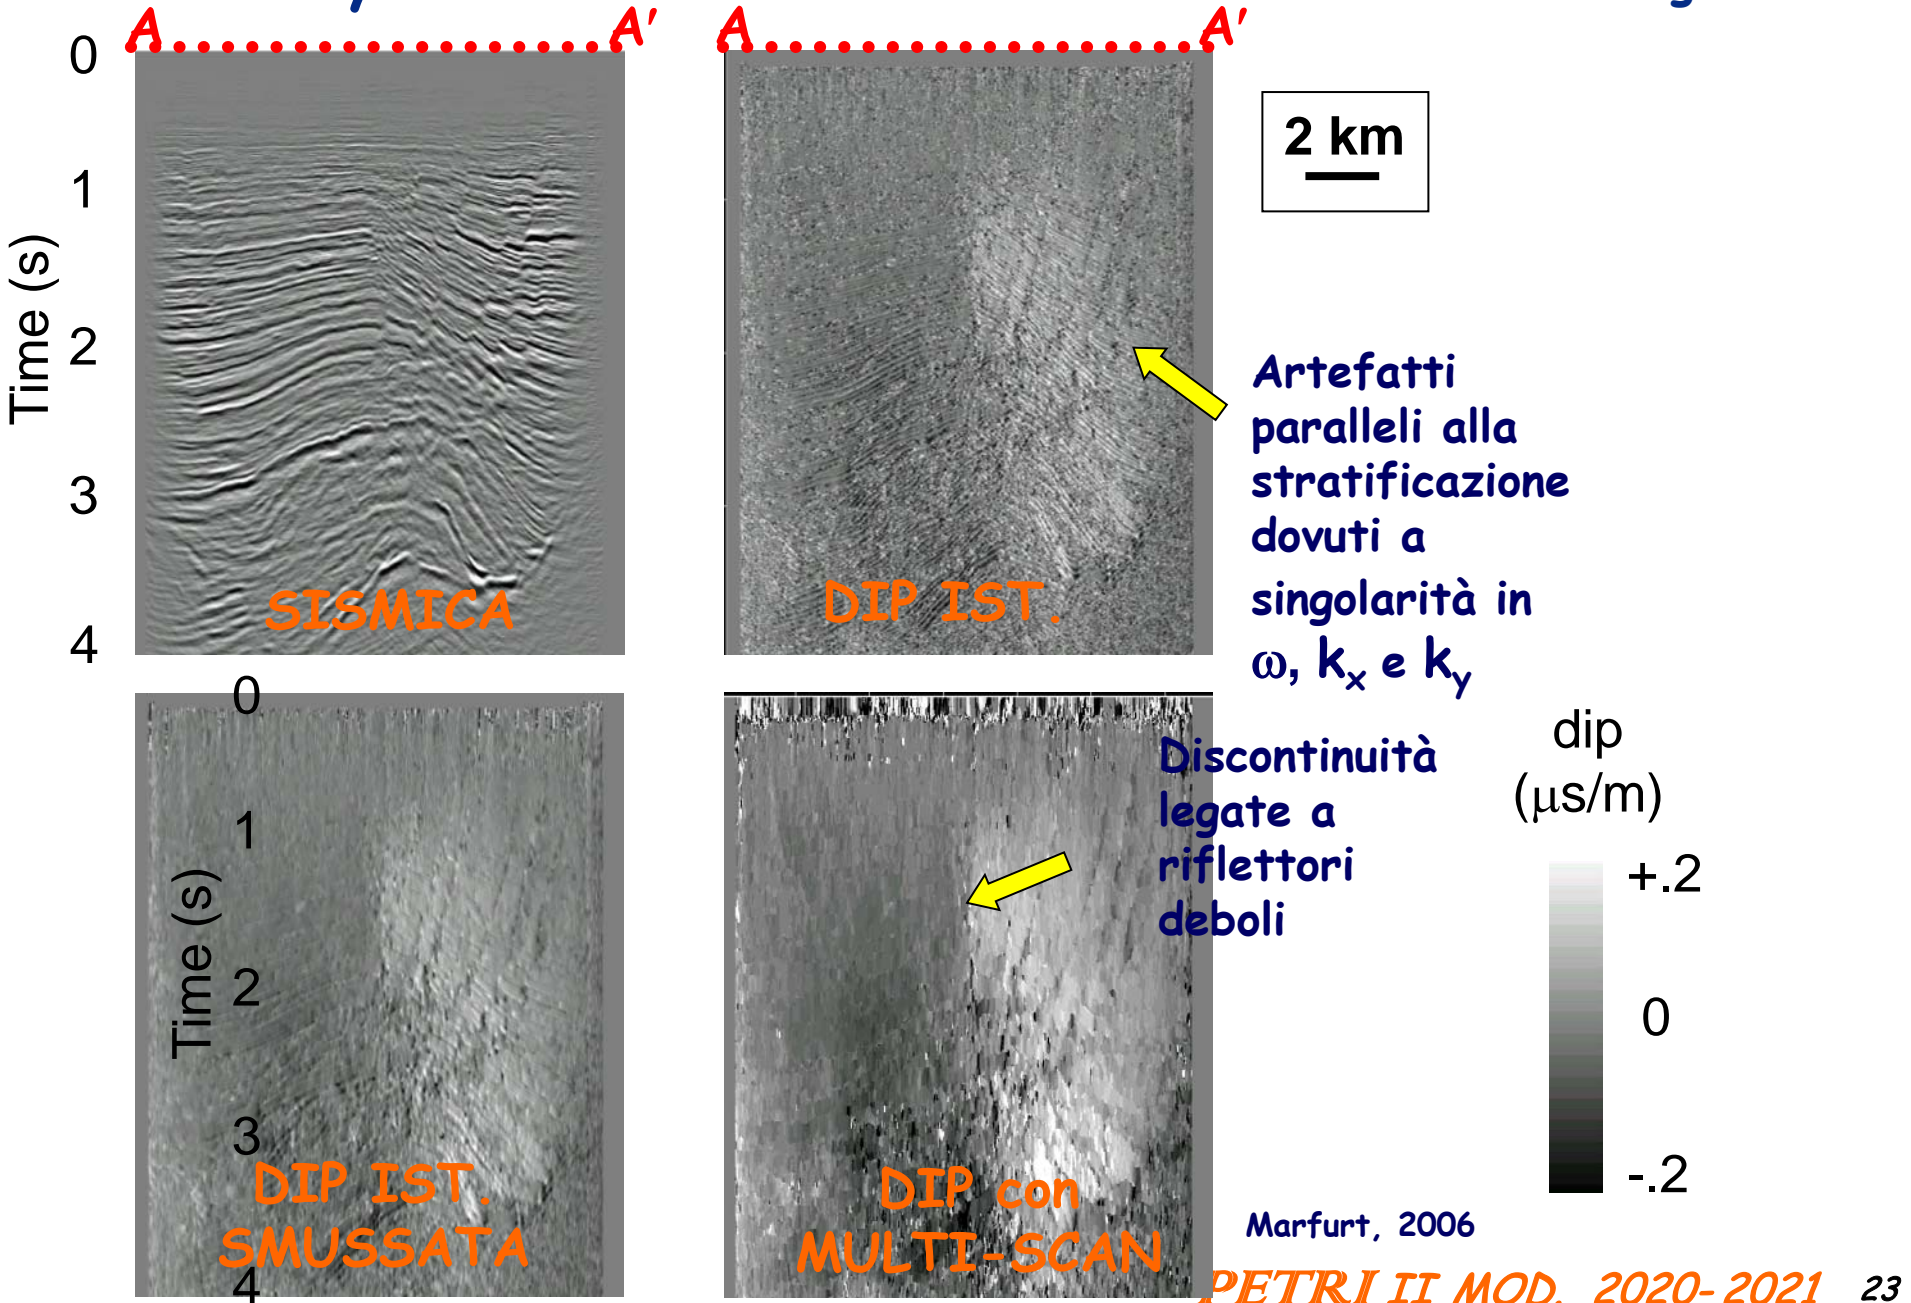 A A' A A'
0
1
2
3
4
Time (s)
SISMICA
DIP IST.
2 km
Artefatti
paralleli alla
stratificazione
dovuti a
singolarità in
ω, kx e ky
0
1
2
3
4
Time (s)
DIP IST.
SMUSSATA
DIP con
MULTI-SCAN
Discontinuità
legate a
riflettori
deboli
dip
(μs/m)
+.2
0
-.2
Marfurt, 2006
PETRI II MOD. 2020-2021 23